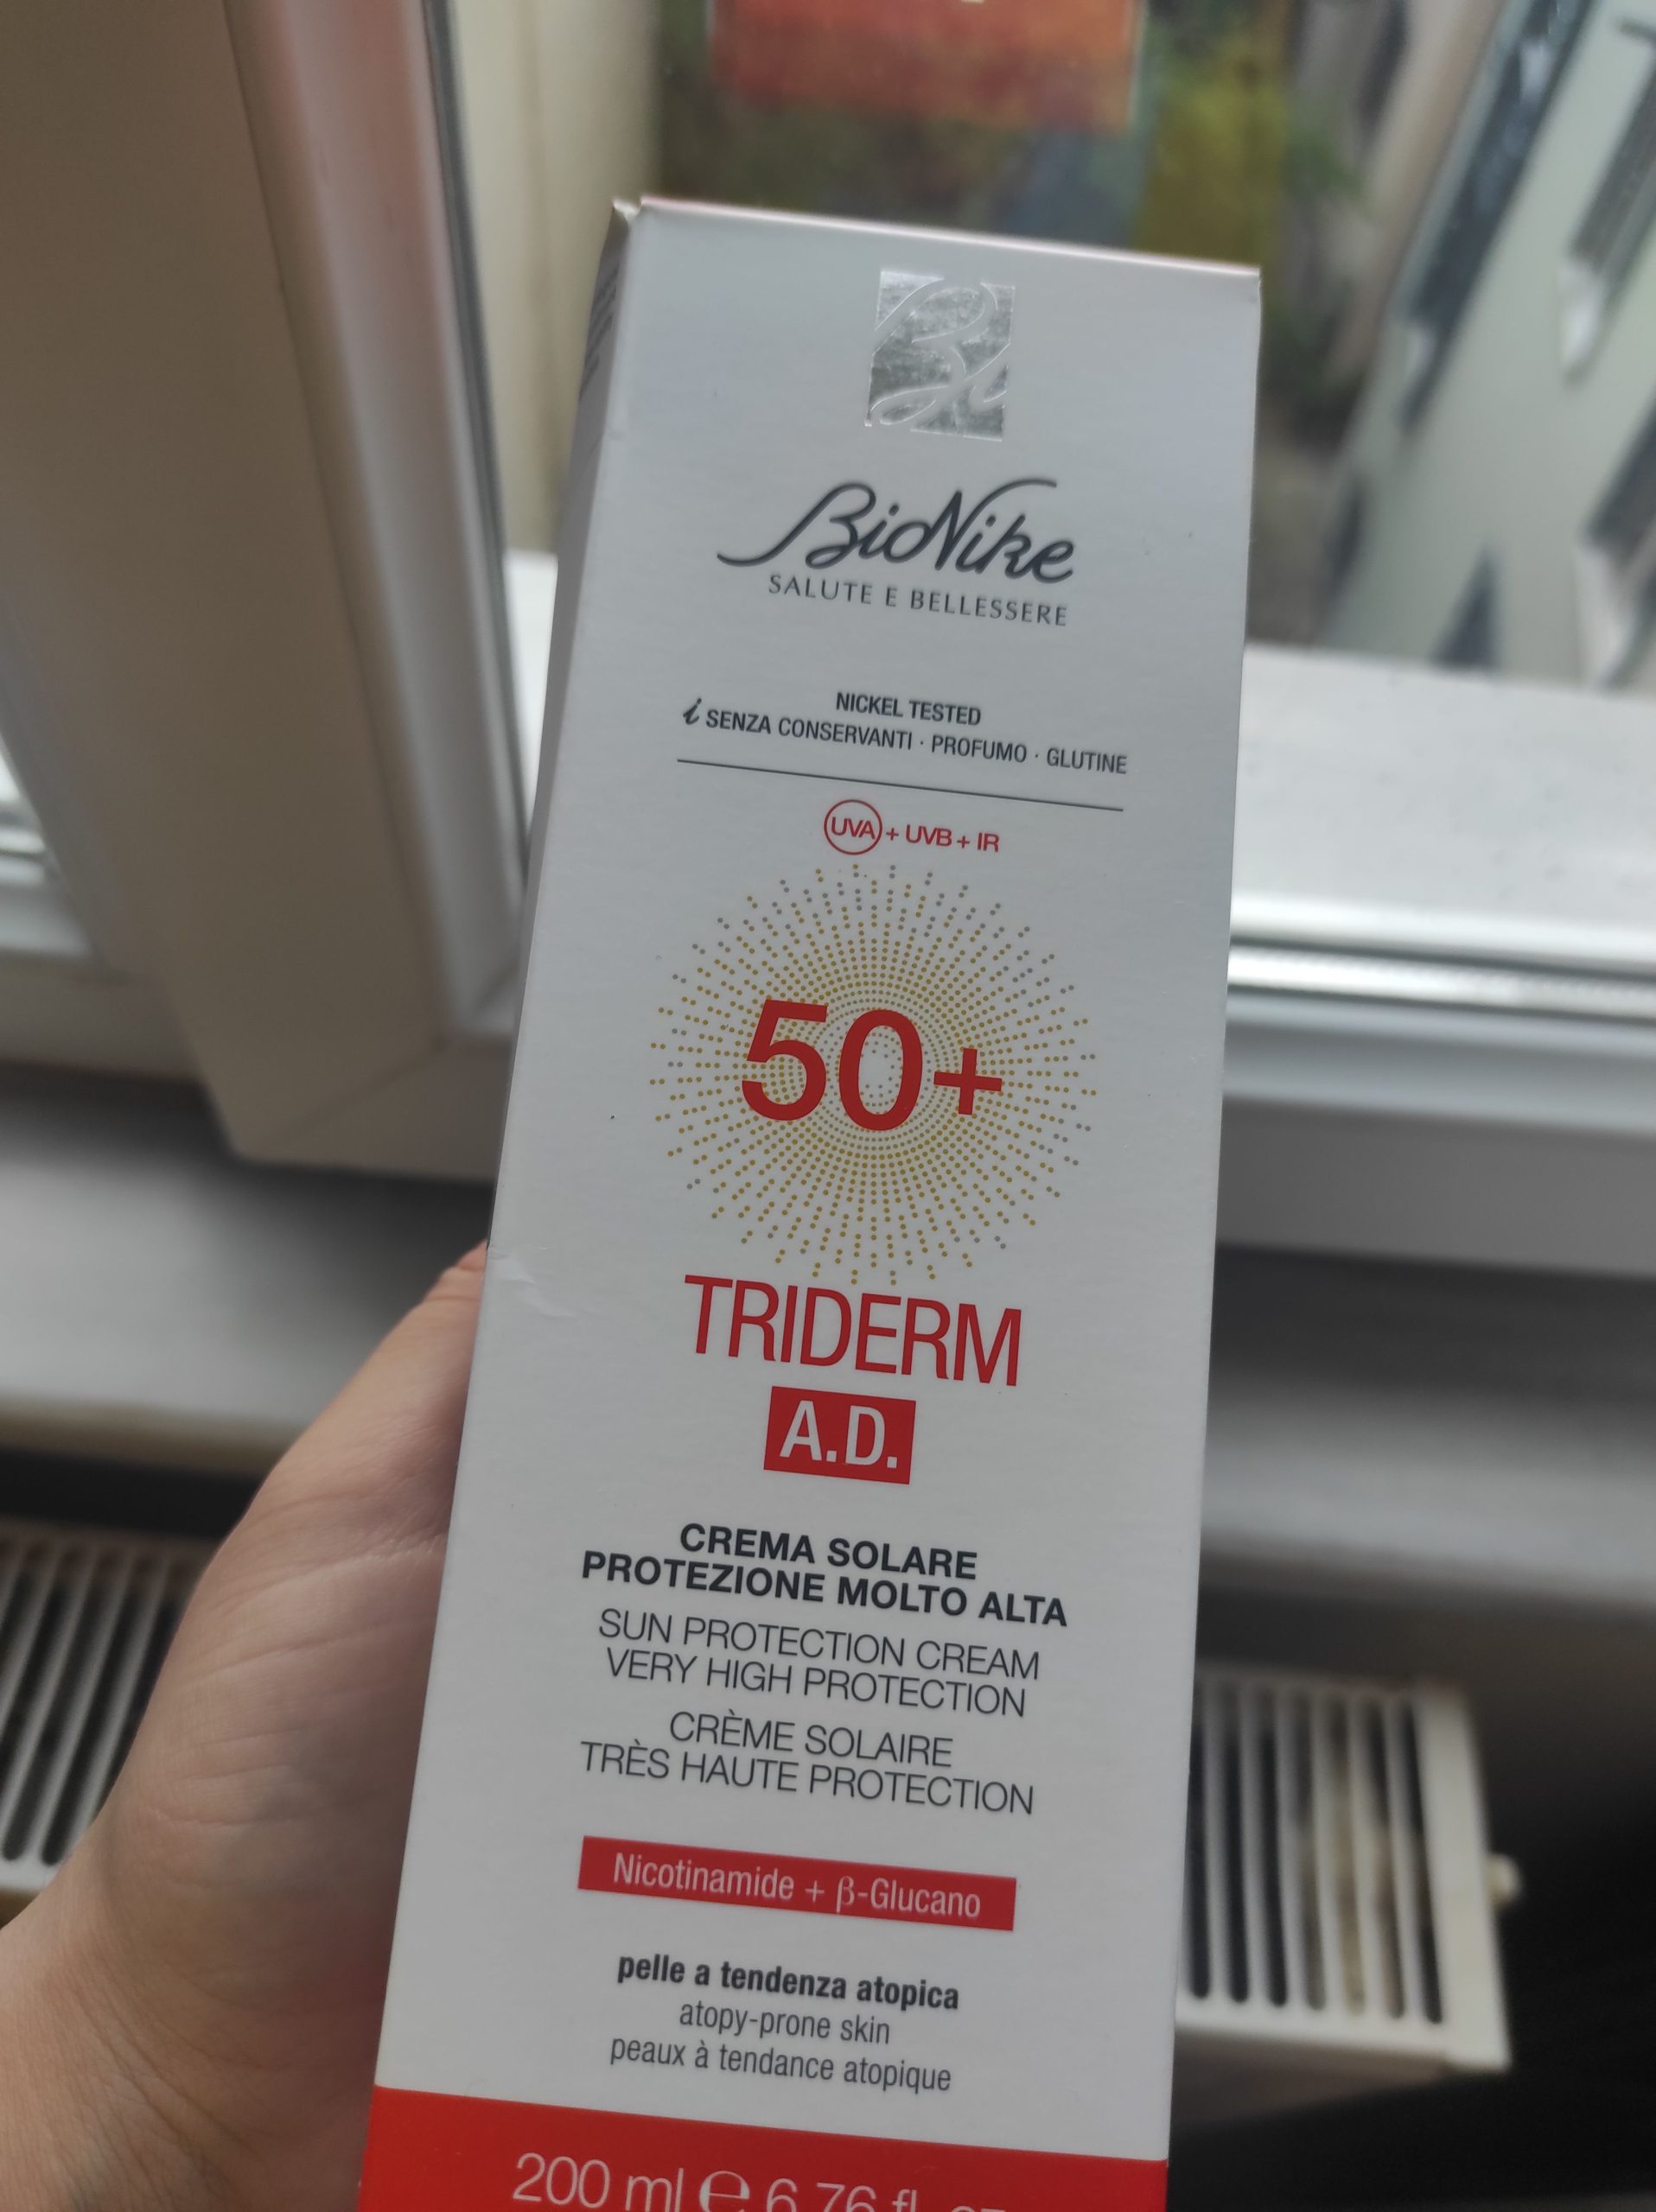 BioNike
SALUTE E BELLESSERE
NICKEL TESTED
i SENZA CONSERVANTI · PROFUMO · GLUTINE
UVA + UVB + IR
50+
TRIDERM
A.D.
CREMA SOLARE
PROTEZIONE MOLTO ALTA
SUN PROTECTION CREAM
VERY HIGH PROTECTION
CRÈME SOLAIRE
TRÈS HAUTE PROTECTION
Nicotinamide + β-Glucano
pelle a tendenza atopica
atopy-prone skin
peaux à tendance atopique
200 ml ℮ 6.76 fl.